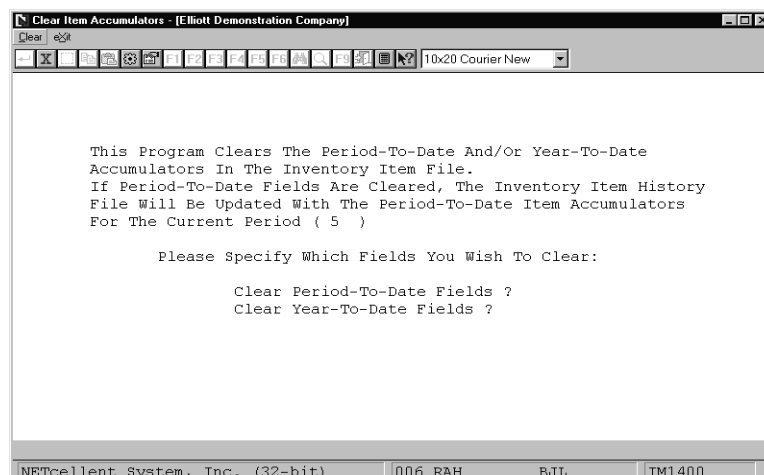 Clear Item Accumulators - [Elliott Demonstration Company]
Clear eXit
X F1 F2 F3 F4 F5 F6 F9 10x20 Courier New
This Program Clears The Period-To-Date And/Or Year-To-Date
Accumulators In The Inventory Item File.
If Period-To-Date Fields Are Cleared, The Inventory Item History
File Will Be Updated With The Period-To-Date Item Accumulators
For The Current Period ( 5 )
Please Specify Which Fields You Wish To Clear:
Clear Period-To-Date Fields ?
Clear Year-To-Date Fields ?
NETcellent System, Inc. (32-bit) 006 RAH BJL IM1400